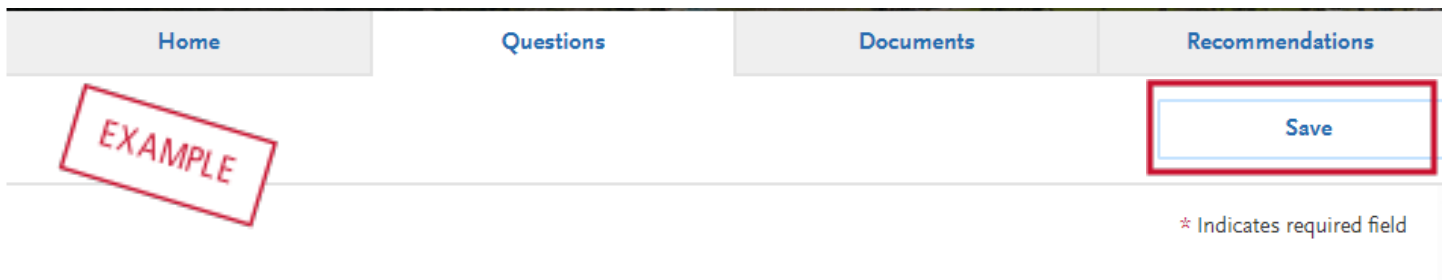 Home Questions Documents Recommendations
EXAMPLE
Save
* Indicates required field